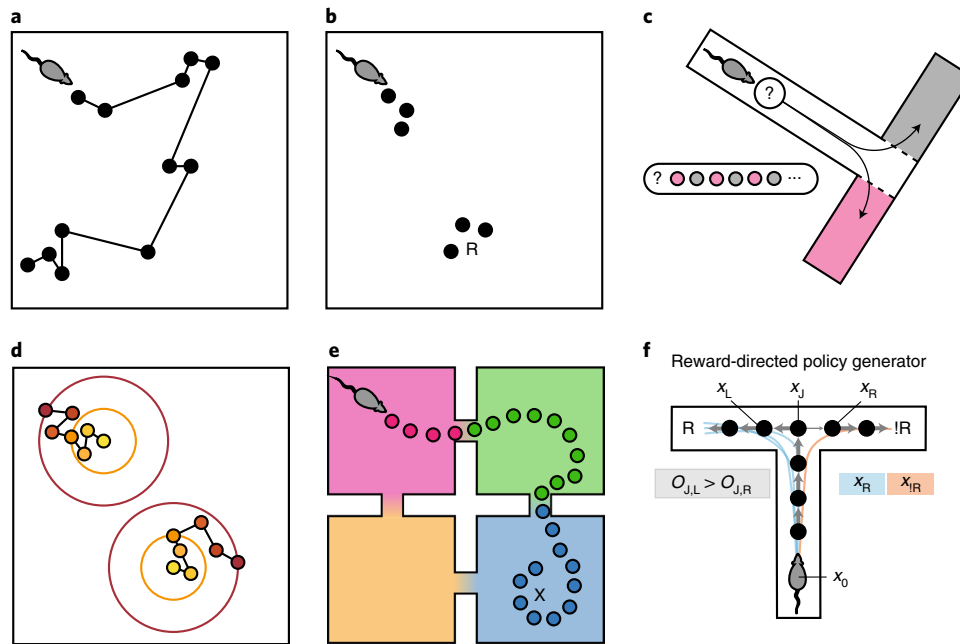 a
b
R
c
?
? ...
d
e
X
f
Reward-directed policy generator
x_L x_J x_R
R !R
O_J,L > O_J,R
x_R x_!R
x_0